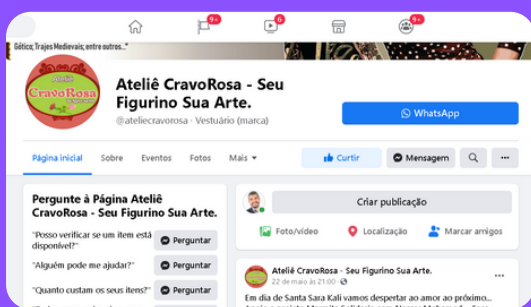 9+
6
9+
Gótico; Trajes Medievais; entre outros..."
Ateliê
CravoRosa
Ateliê CravoRosa - Seu
Figurino Sua Arte.
@ateliecravorosa · Vestuário (marca)
WhatsApp
Página inicial Sobre Eventos Fotos Mais Curtir Mensagem
Pergunte à Página Ateliê
CravoRosa - Seu Figurino Sua Arte.
"Posso verificar se um item está
disponível?"
Perguntar
"Alguém pode me ajudar?" Perguntar
"Quanto custam os seus itens?" Perguntar
Criar publicação
Foto/vídeo Localização Marcar amigos
Ateliê CravoRosa - Seu Figurino Sua Arte.
22 de maio às 21:00 ·
Em dia de Santa Sara Kali vamos despertar ao amor ao próximo...